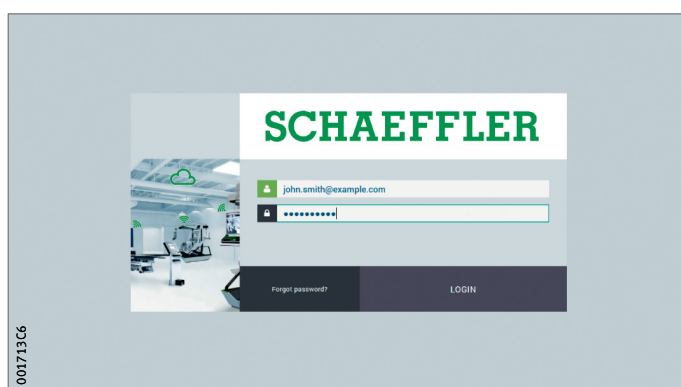 SCHAEFFLER
john.smith@example.com
Forgot password?
LOGIN
001713C6